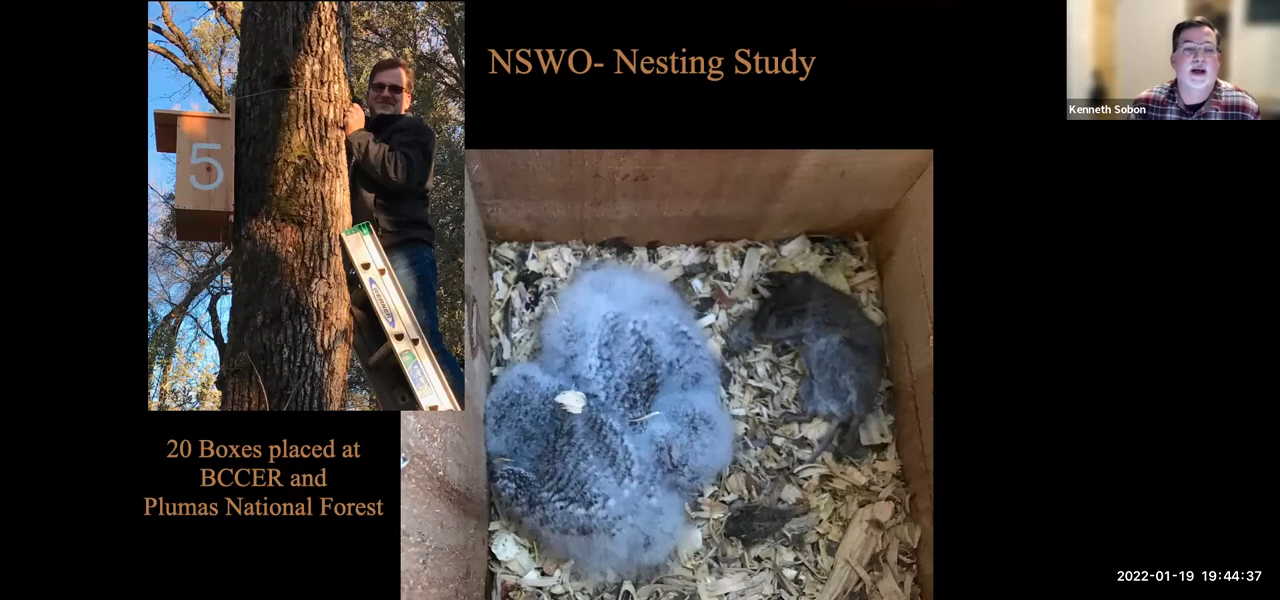 NSWO- Nesting Study
Kenneth Sobon
5
20 Boxes placed at
BCCER and
Plumas National Forest
2022-01-19 19:44:37